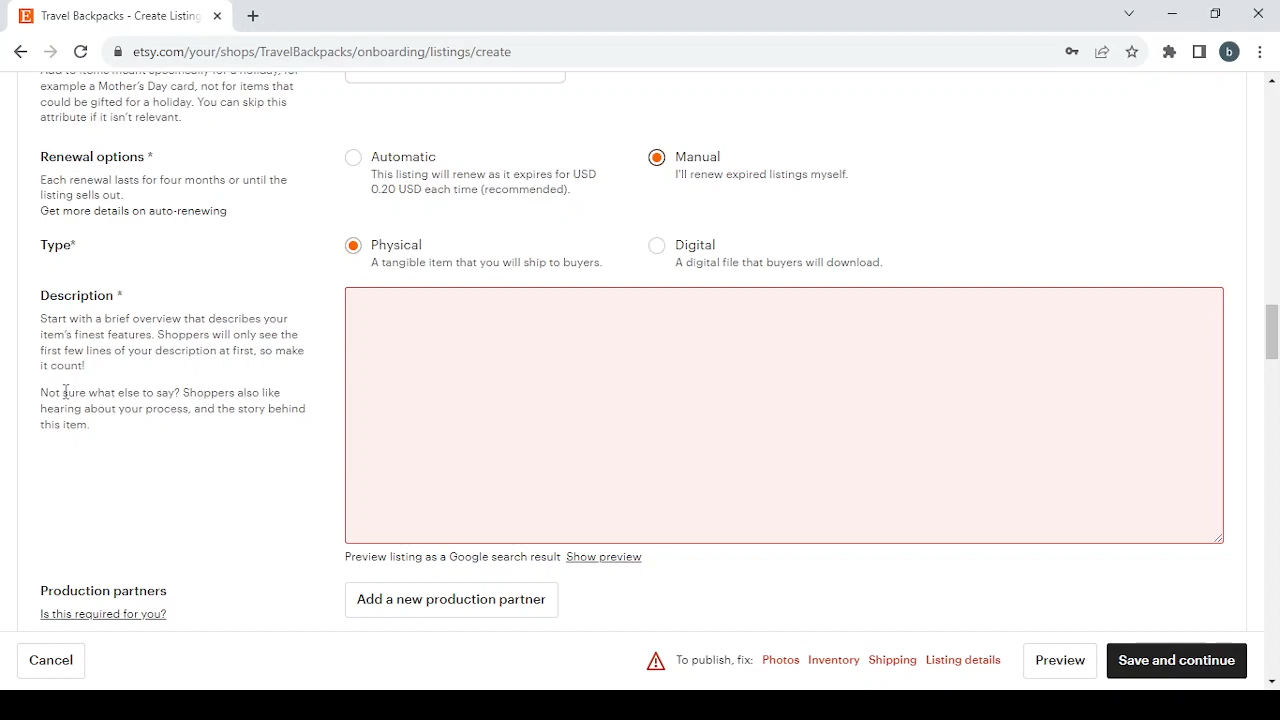 Travel Backpacks - Create Listing
etsy.com/your/shops/TravelBackpacks/onboarding/listings/create
b
Add to items meant specifically for a holiday, for
example a Mother's Day card, not for items that
could be gifted for a holiday. You can skip this
attribute if it isn't relevant.
Renewal options *
Each renewal lasts for four months or until the
listing sells out.
Get more details on auto-renewing
Automatic
This listing will renew as it expires for USD
0.20 USD each time (recommended).
Manual
I'll renew expired listings myself.
Type*
Physical
A tangible item that you will ship to buyers.
Digital
A digital file that buyers will download.
Description *
Start with a brief overview that describes your
item's finest features. Shoppers will only see the
first few lines of your description at first, so make
it count!
Not sure what else to say? Shoppers also like
hearing about your process, and the story behind
this item.
Preview listing as a Google search result Show preview
Production partners
Is this required for you?
Add a new production partner
Cancel
To publish, fix: Photos Inventory Shipping Listing details
Preview
Save and continue